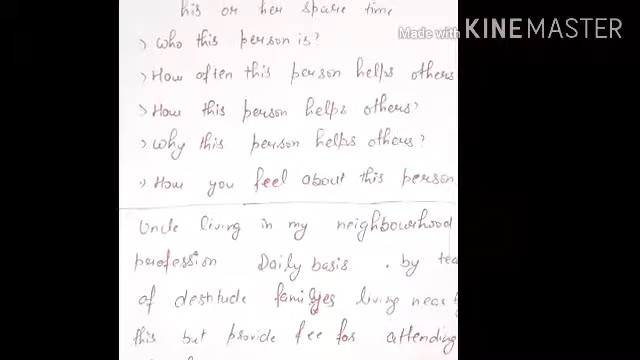 his or her spare time
Made with KINEMASTER
> who this person is?
> How often this person helps others
> How this person helps others?
> why this person helps others?
> How you feel about this person
Uncle living in my neighbourhood
profession Daily basis . by tea
of destitude families living near
this but provide fee for attending